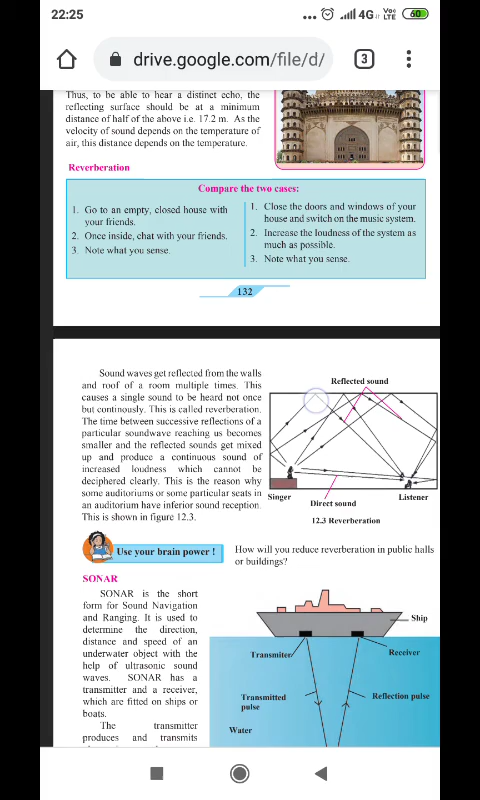 22:25
... 4G Vo LTE 60
drive.google.com/file/d/
3
Thus, to be able to hear a distinct echo, the
reflecting surface should be at a minimum
distance of half of the above i.e. 17.2 m. As the
velocity of sound depends on the temperature of
air, this distance depends on the temperature.
Reverberation
Compare the two cases:
1. Go to an empty, closed house with
your friends.
2. Once inside, chat with your friends.
3. Note what you sense.
1. Close the doors and windows of your
house and switch on the music system.
2. Increase the loudness of the system as
much as possible.
3. Note what you sense.
132
Sound waves get reflected from the walls
and roof of a room multiple times. This
causes a single sound to be heard not once
but continously. This is called reverberation.
The time between successive reflections of a
particular soundwave reaching us becomes
smaller and the reflected sounds get mixed
up and produce a continuous sound of
increased loudness which cannot be
deciphered clearly. This is the reason why
some auditoriums or some particular seats in
an auditorium have inferior sound reception.
This is shown in figure 12.3.
Reflected sound
Singer
Direct sound
Listener
12.3 Reverberation
Use your brain power !
How will you reduce reverberation in public halls
or buildings?
SONAR
SONAR is the short
form for Sound Navigation
and Ranging. It is used to
determine the direction,
distance and speed of an
underwater object with the
help of ultrasonic sound
waves. SONAR has a
transmitter and a receiver,
which are fitted on ships or
boats.
The transmitter
produces and transmits
Ship
Transmiter
Receiver
Transmitted
pulse
Reflection pulse
Water